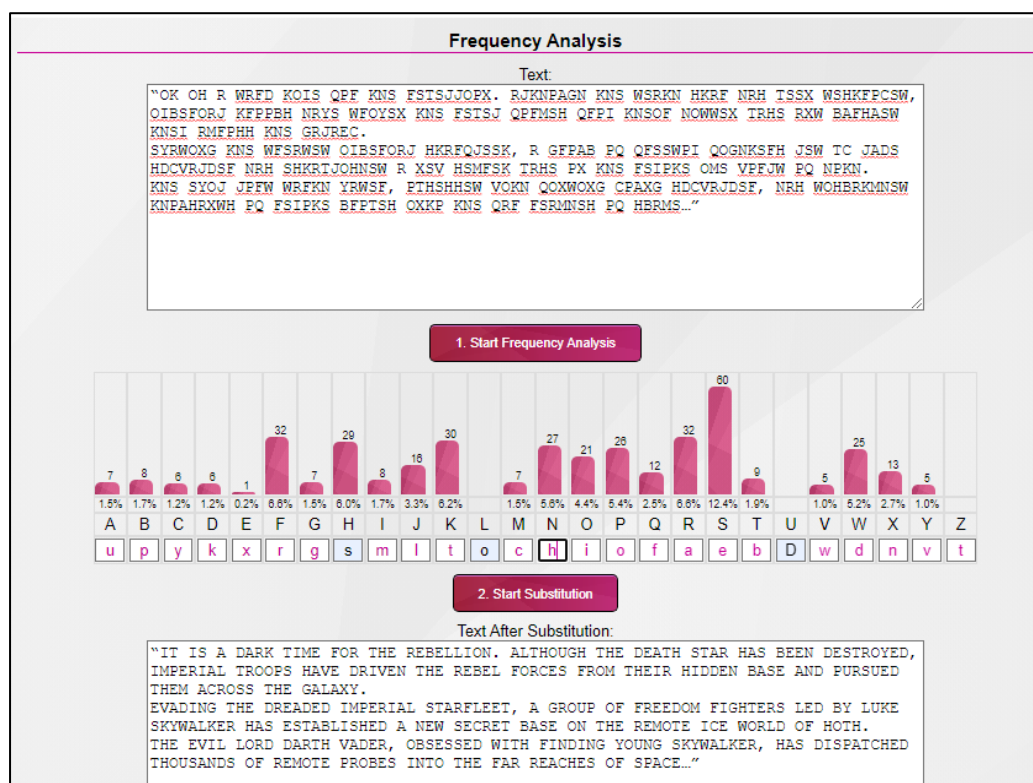 Frequency Analysis
Text:
“OK OH R WRFD KOIS QPF KNS FSTSJJOPX. RJKNPAGN KNS WSRKN HKRF NRH TSSX WSHKFPCSW,
OIBSFORJ KFPPBH NRYS WFOYSX KNS FSTSJ QPFMSH QFPI KNSOF NOWWSX TRHS RXW BAFHASW
KNSI RMFPHH KNS GRJREC.
SYRWOXG KNS WFSRWSW OIBSFORJ HKRFQJSSK, R GFPAB PQ QFSSWPI QOGNKSFH JSW TC JADS
HDCVRJDSF NRH SHKRTJOHNSW R XSV HSMFSK TRHS PX KNS FSIPKS OMS VPFJW PQ NPKN.
KNS SYOJ JPFW WRFKN YRWSF, PTHSHHSW VOKN QOXWOXG CPAXG HDCVRJDSF, NRH WOHBRKMNSW
KNPAHRXWH PQ FSIPKS BFPTSH OXKP KNS QRF FSRMNSH PQ HBRMS…”
1. Start Frequency Analysis
7 8 6 6 1 32 7 29 8 16 30 7 27 21 26 12 32 60 9 5 25 13 5
1.5% 1.7% 1.2% 1.2% 0.2% 6.6% 1.5% 6.0% 1.7% 3.3% 6.2% 1.5% 5.6% 4.4% 5.4% 2.5% 6.6% 12.4% 1.9% 1.0% 5.2% 2.7% 1.0%
A B C D E F G H I J K L M N O P Q R S T U V W X Y Z
u p y k x r g s m l t o c h i o f a e b D w d n v t
2. Start Substitution
Text After Substitution:
“IT IS A DARK TIME FOR THE REBELLION. ALTHOUGH THE DEATH STAR HAS BEEN DESTROYED,
IMPERIAL TROOPS HAVE DRIVEN THE REBEL FORCES FROM THEIR HIDDEN BASE AND PURSUED
THEM ACROSS THE GALAXY.
EVADING THE DREADED IMPERIAL STARFLEET, A GROUP OF FREEDOM FIGHTERS LED BY LUKE
SKYWALKER HAS ESTABLISHED A NEW SECRET BASE ON THE REMOTE ICE WORLD OF HOTH.
THE EVIL LORD DARTH VADER, OBSESSED WITH FINDING YOUNG SKYWALKER, HAS DISPATCHED
THOUSANDS OF REMOTE PROBES INTO THE FAR REACHES OF SPACE…”